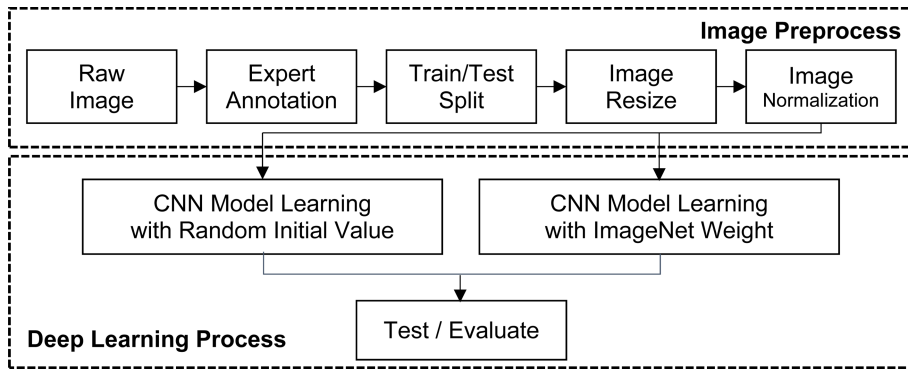 Image Preprocess
Raw
Image
Expert
Annotation
Train/Test
Split
Image
Resize
Image
Normalization
CNN Model Learning
with Random Initial Value
CNN Model Learning
with ImageNet Weight
Test / Evaluate
Deep Learning Process